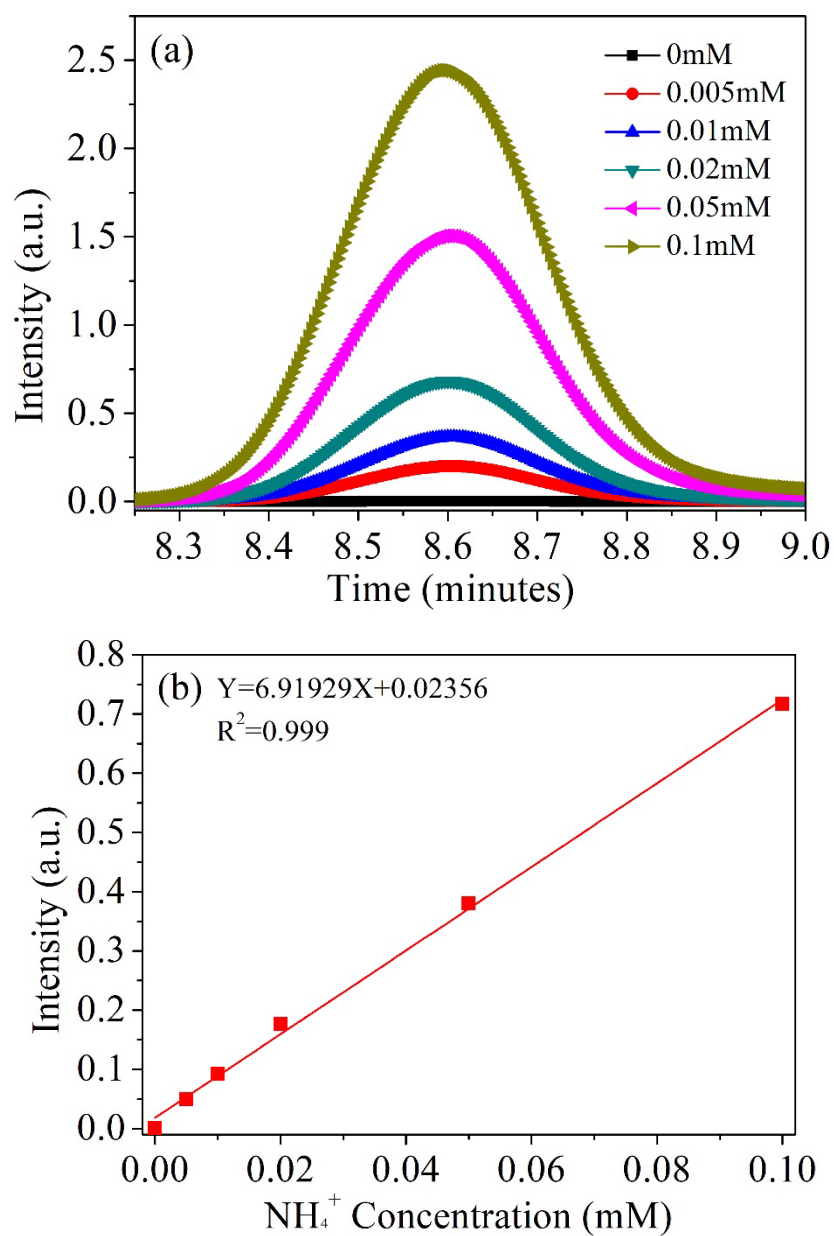 (a)
0mM
0.005mM
0.01mM
0.02mM
0.05mM
0.1mM
2.5
2.0
1.5
1.0
0.5
0.0
Intensity (a.u.)
8.3 8.4 8.5 8.6 8.7 8.8 8.9 9.0
Time (minutes)
(b) Y=6.91929X+0.02356
R²=0.999
0.8
0.7
0.6
0.5
0.4
0.3
0.2
0.1
0.0
Intensity (a.u.)
0.00 0.02 0.04 0.06 0.08 0.10
NH₄⁺ Concentration (mM)